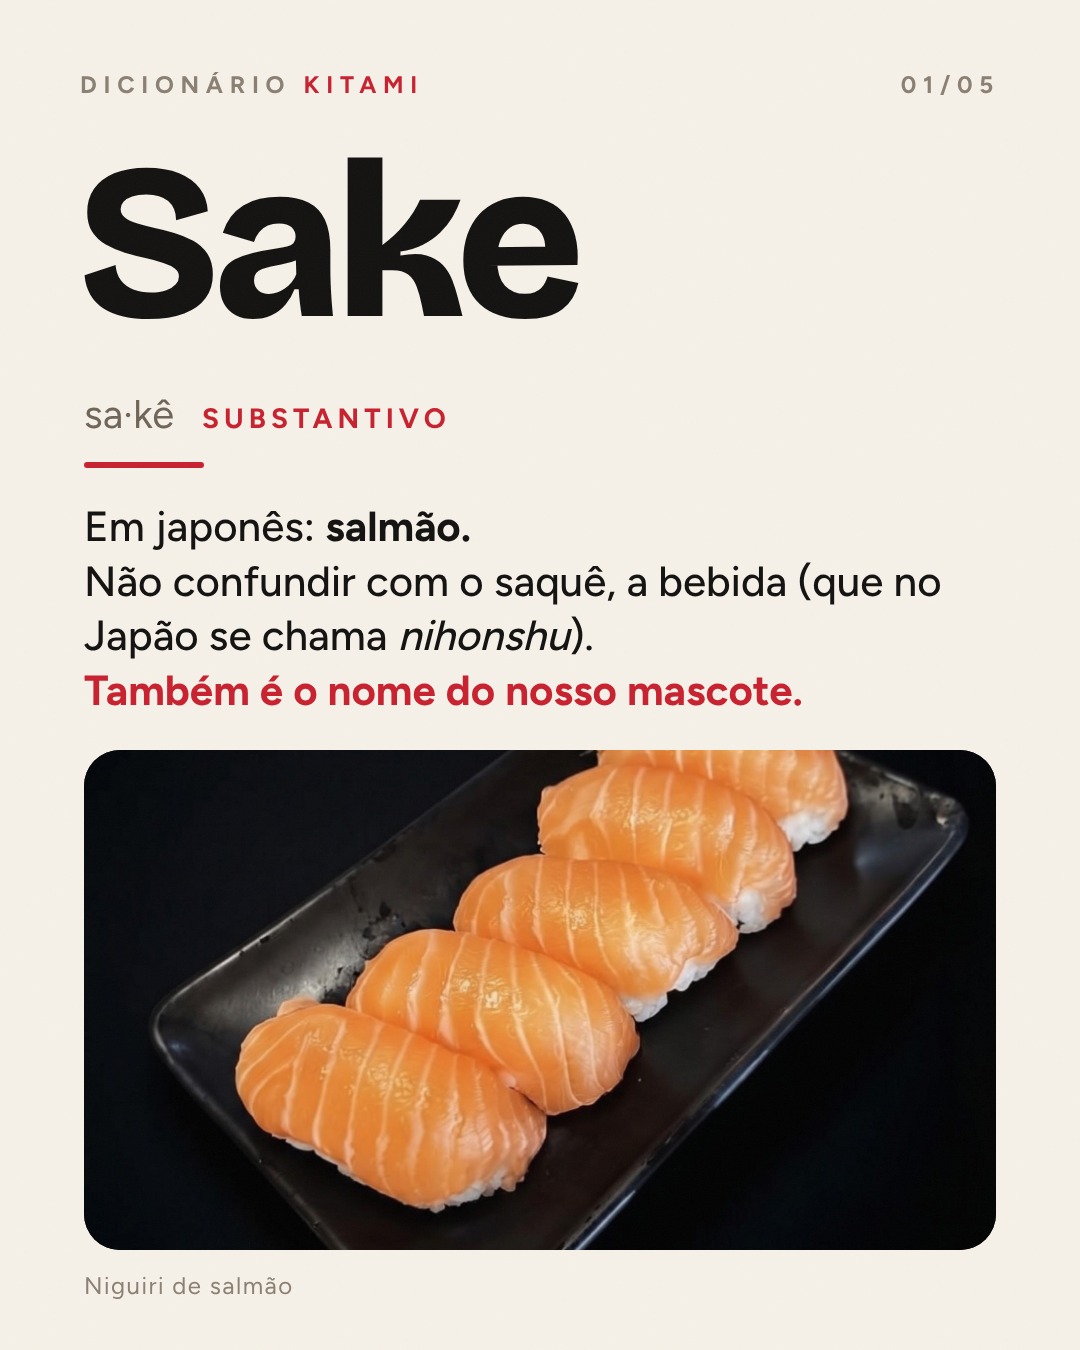 DICIONÁRIO KITAMI
01/05
Sake
sa·kê SUBSTANTIVO
Em japonês: salmão.
Não confundir com o saquê, a bebida (que no
Japão se chama nihonshu).
Também é o nome do nosso mascote.
Niguiri de salmão